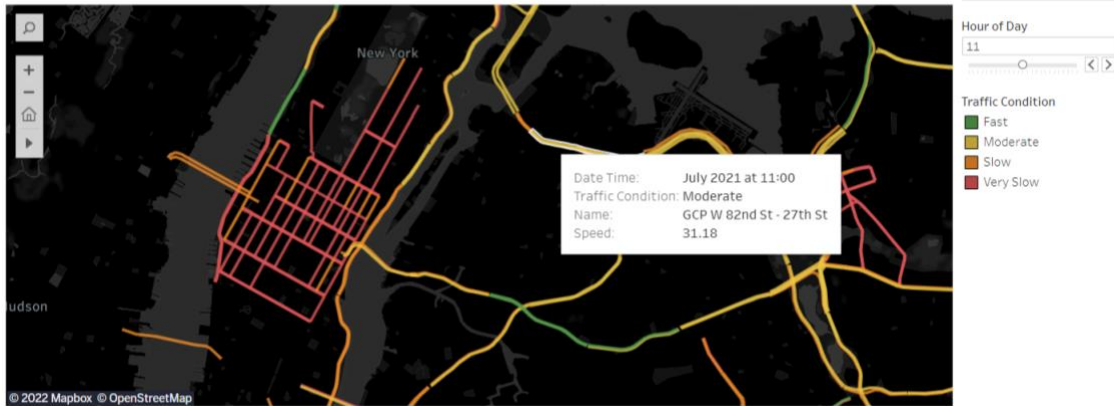 New York
Hour of Day
11
Traffic Condition
Fast
Moderate
Slow
Very Slow
Date Time: July 2021 at 11:00
Traffic Condition: Moderate
Name: GCP W 82nd St - 27th St
Speed: 31.18
udson
© 2022 Mapbox © OpenStreetMap